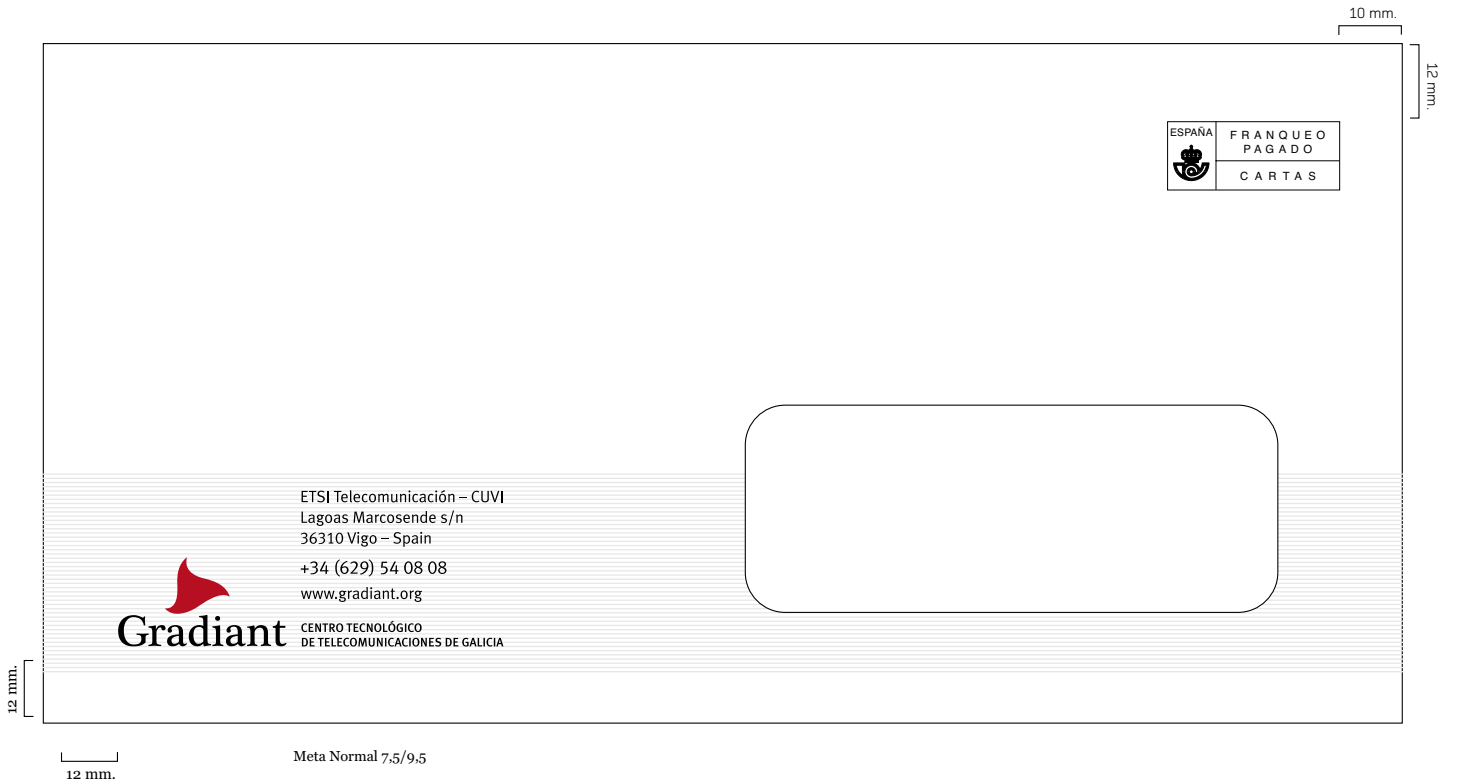 10 mm.
12 mm.
ESPAÑA
FRANQUEO
PAGADO
CARTAS
ETSI Telecomunicación – CUVI
Lagoas Marcosende s/n
36310 Vigo – Spain
+34 (629) 54 08 08
www.gradiant.org
Gradiant
CENTRO TECNOLÓGICO
DE TELECOMUNICACIONES DE GALICIA
12 mm.
12 mm.
Meta Normal 7,5/9,5